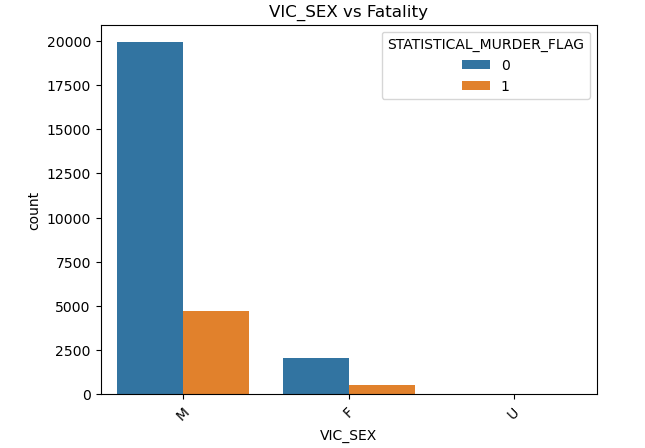 VIC_SEX vs Fatality
STATISTICAL_MURDER_FLAG
0
1
20000
17500
15000
12500
10000
7500
5000
2500
0
count
M
F
U
VIC_SEX